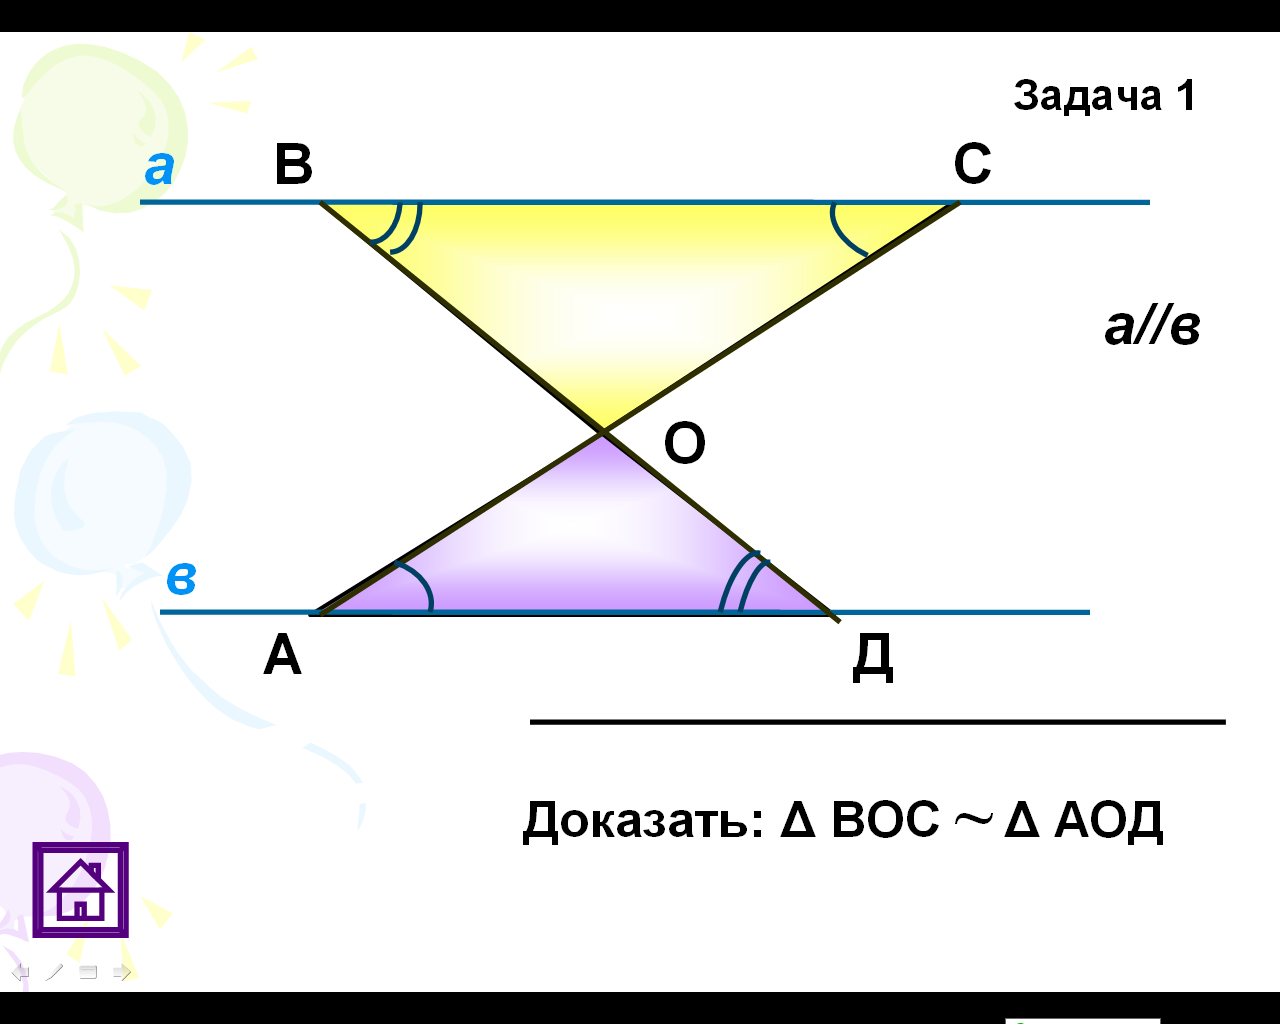 Задача 1
а В С
а//в
О
в
А Д
Доказать: Δ ВОС ~ Δ АОД